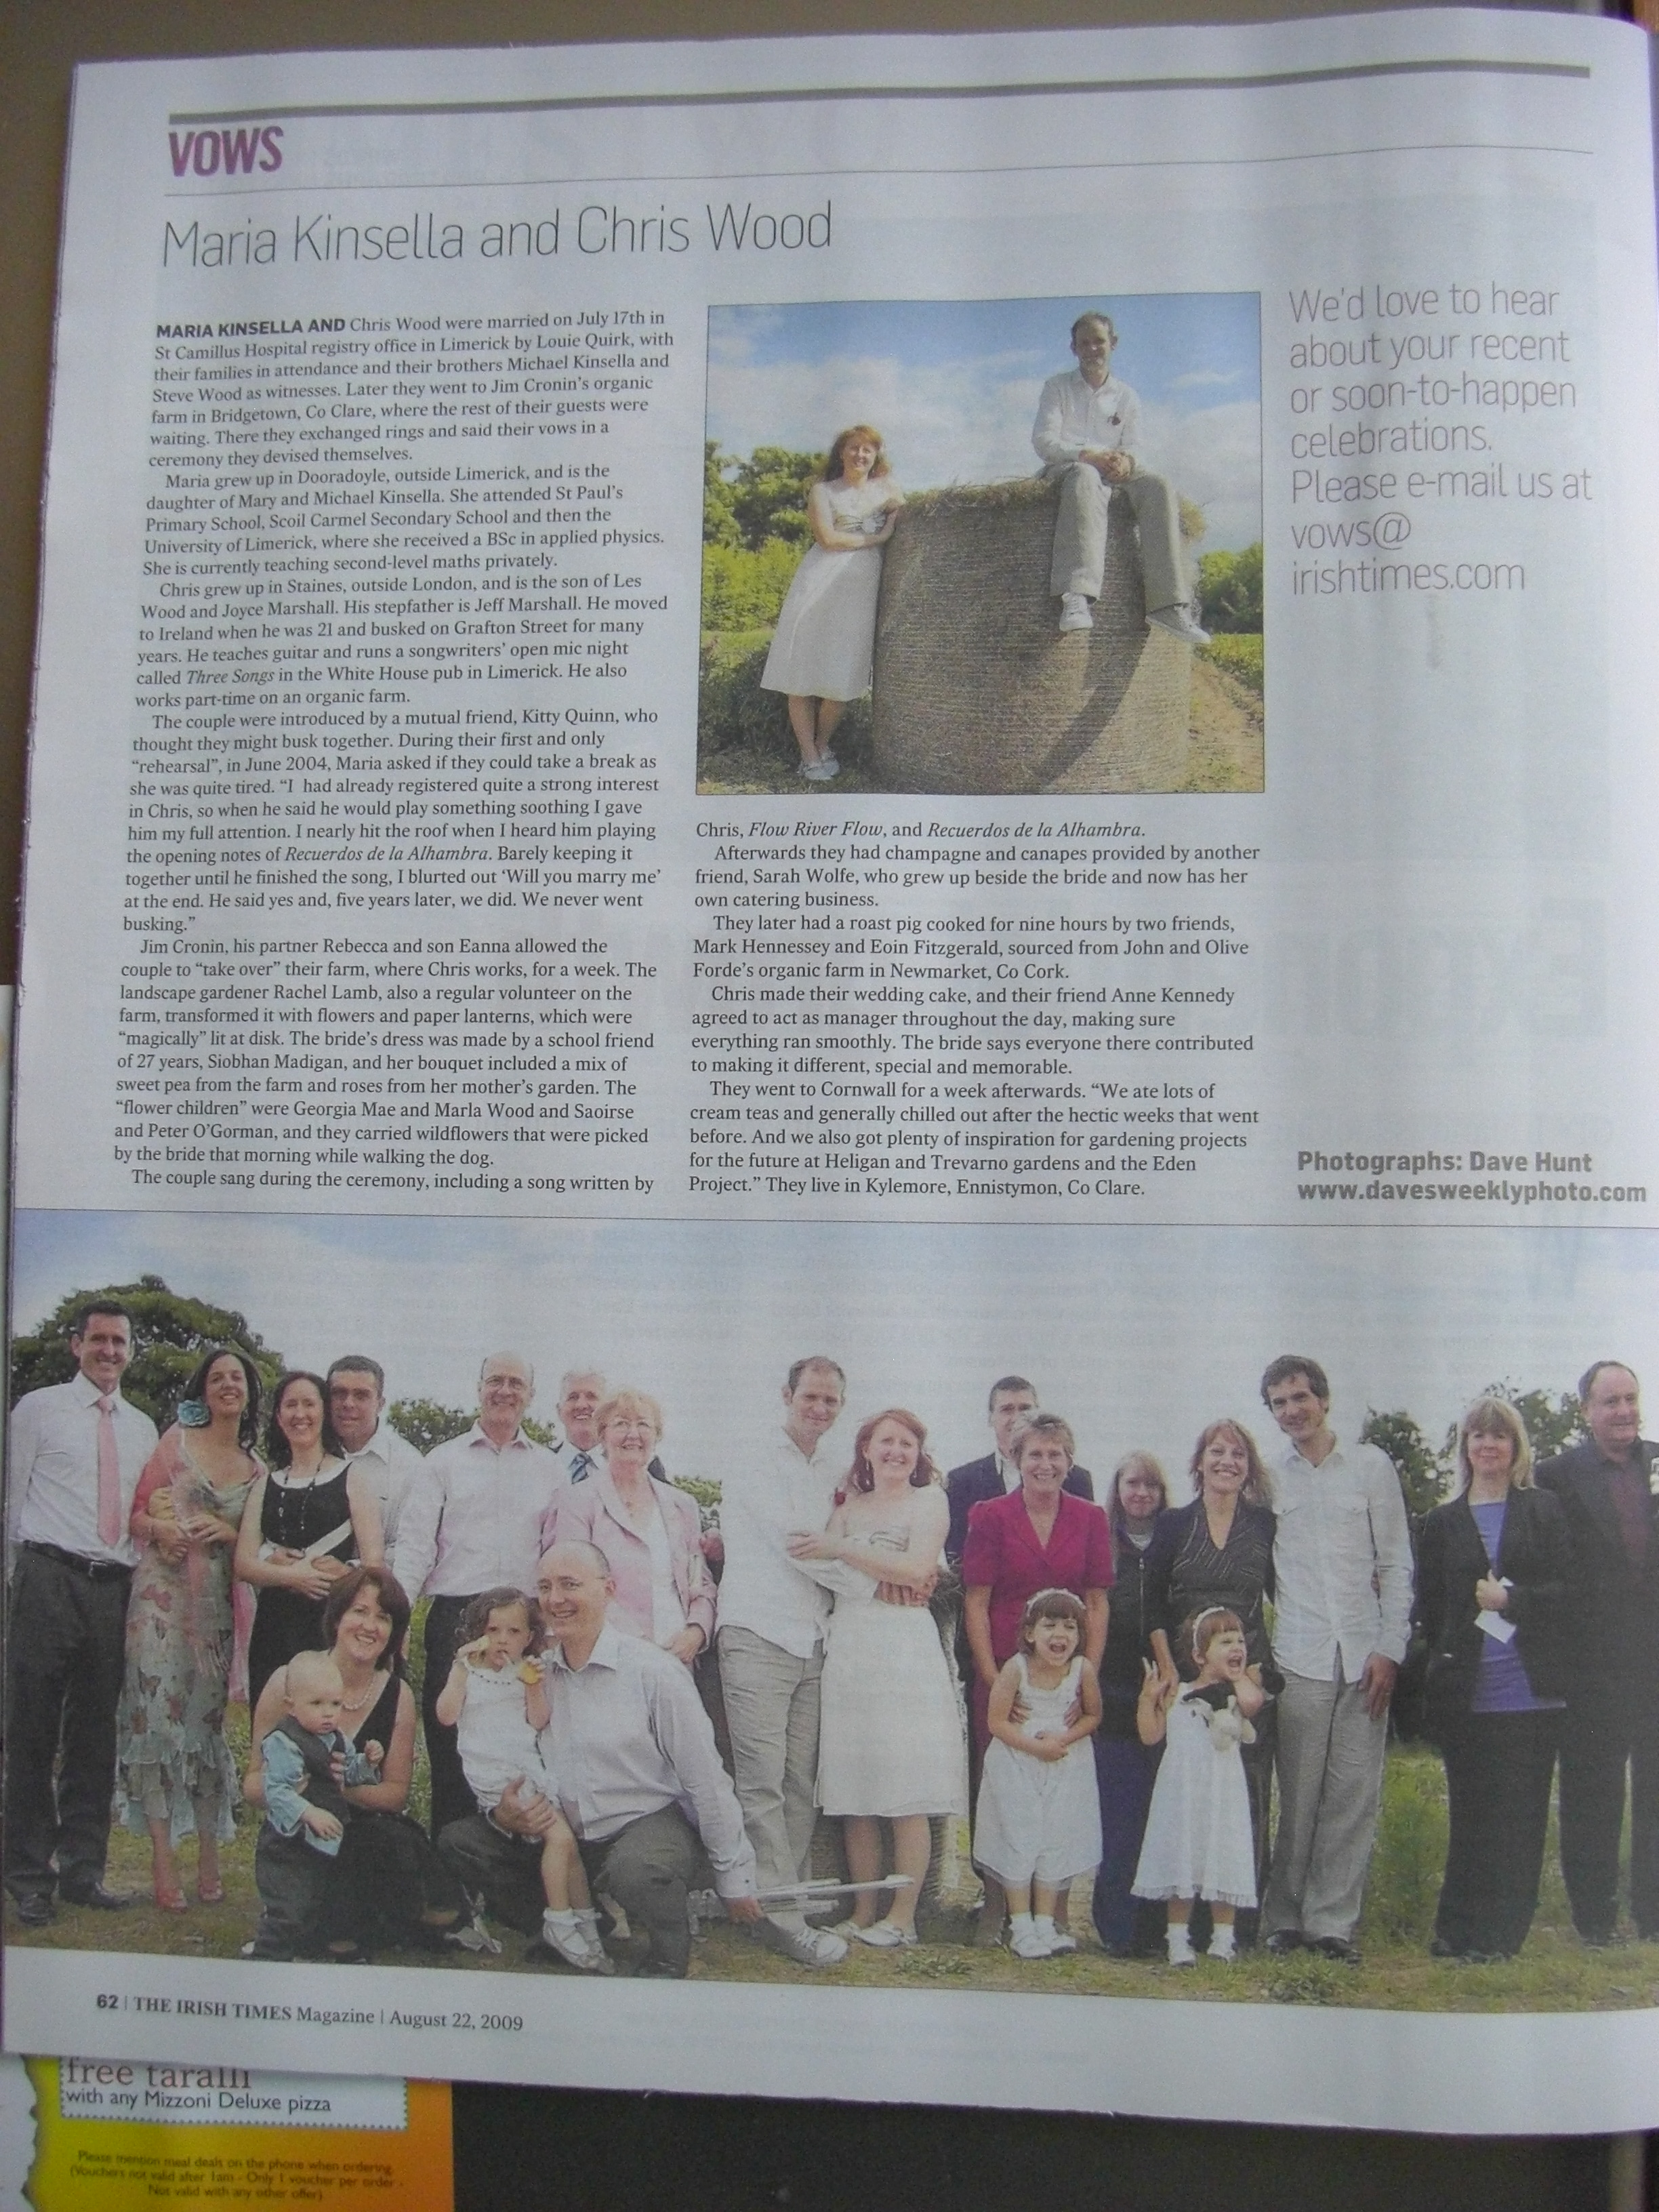 VOWS
Maria Kinsella and Chris Wood
MARIA KINSELLA AND Chris Wood were married on July 17th in
St Camillus Hospital registry office in Limerick by Louie Quirk, with
their families in attendance and their brothers Michael Kinsella and
Steve Wood as witnesses. Later they went to Jim Cronin's organic
farm in Bridgetown, Co Clare, where the rest of their guests were
waiting. There they exchanged rings and said their vows in a
ceremony they devised themselves.
Maria grew up in Dooradoyle, outside Limerick, and is the
daughter of Mary and Michael Kinsella. She attended St Paul's
Primary School, Scoil Carmel Secondary School and then the
University of Limerick, where she received a BSc in applied physics.
She is currently teaching second-level maths privately.
Chris grew up in Staines, outside London, and is the son of Les
Wood and Joyce Marshall. His stepfather is Jeff Marshall. He moved
to Ireland when he was 21 and busked on Grafton Street for many
years. He teaches guitar and runs a songwriters' open mic night
called Three Songs in the White House pub in Limerick. He also
works part-time on an organic farm.
The couple were introduced by a mutual friend, Kitty Quinn, who
thought they might busk together. During their first and only
“rehearsal”, in June 2004, Maria asked if they could take a break as
she was quite tired. “I had already registered quite a strong interest
in Chris, so when he said he would play something soothing I gave
him my full attention. I nearly hit the roof when I heard him playing
the opening notes of Recuerdos de la Alhambra. Barely keeping it
together until he finished the song, I blurted out ‘Will you marry me’
at the end. He said yes and, five years later, we did. We never went
busking.”
Jim Cronin, his partner Rebecca and son Eanna allowed the
couple to “take over” their farm, where Chris works, for a week. The
landscape gardener Rachel Lamb, also a regular volunteer on the
farm, transformed it with flowers and paper lanterns, which were
“magically” lit at disk. The bride's dress was made by a school friend
of 27 years, Siobhan Madigan, and her bouquet included a mix of
sweet pea from the farm and roses from her mother's garden. The
“flower children” were Georgia Mae and Marla Wood and Saoirse
and Peter O'Gorman, and they carried wildflowers that were picked
by the bride that morning while walking the dog.
The couple sang during the ceremony, including a song written by
Chris, Flow River Flow, and Recuerdos de la Alhambra.
Afterwards they had champagne and canapes provided by another
friend, Sarah Wolfe, who grew up beside the bride and now has her
own catering business.
They later had a roast pig cooked for nine hours by two friends,
Mark Hennessey and Eoin Fitzgerald, sourced from John and Olive
Forde's organic farm in Newmarket, Co Cork.
Chris made their wedding cake, and their friend Anne Kennedy
agreed to act as manager throughout the day, making sure
everything ran smoothly. The bride says everyone there contributed
to making it different, special and memorable.
They went to Cornwall for a week afterwards. “We ate lots of
cream teas and generally chilled out after the hectic weeks that went
before. And we also got plenty of inspiration for gardening projects
for the future at Heligan and Trevarno gardens and the Eden
Project.” They live in Kylemore, Ennistymon, Co Clare.
We'd love to hear
about your recent
or soon-to-happen
celebrations.
Please e-mail us at
vows@
irishtimes.com
Photographs: Dave Hunt
www.davesweeklyphoto.com
62 | THE IRISH TIMES Magazine | August 22, 2009
free taralli
with any Mizzoni Deluxe pizza
Please mention meal deals on the phone when ordering.
(Vouchers not valid after 1am - Only 1 voucher per order -
Not valid with any other offer)